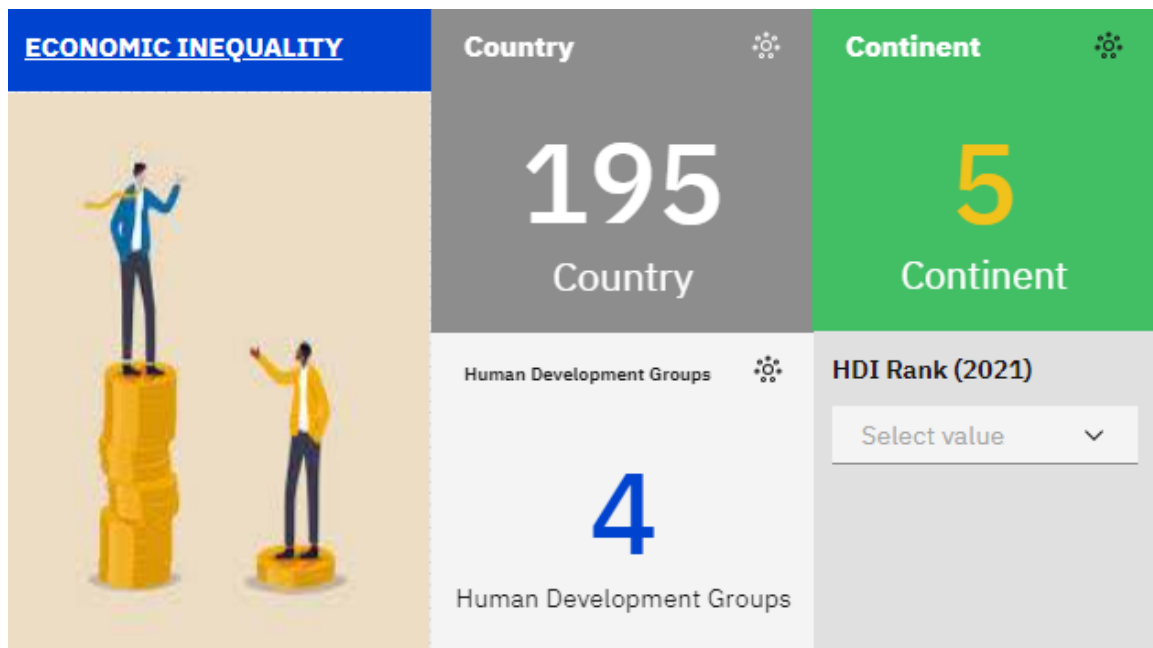 ECONOMIC INEQUALITY
Country
195
Country
Continent
5
Continent
Human Development Groups
4
Human Development Groups
HDI Rank (2021)
Select value